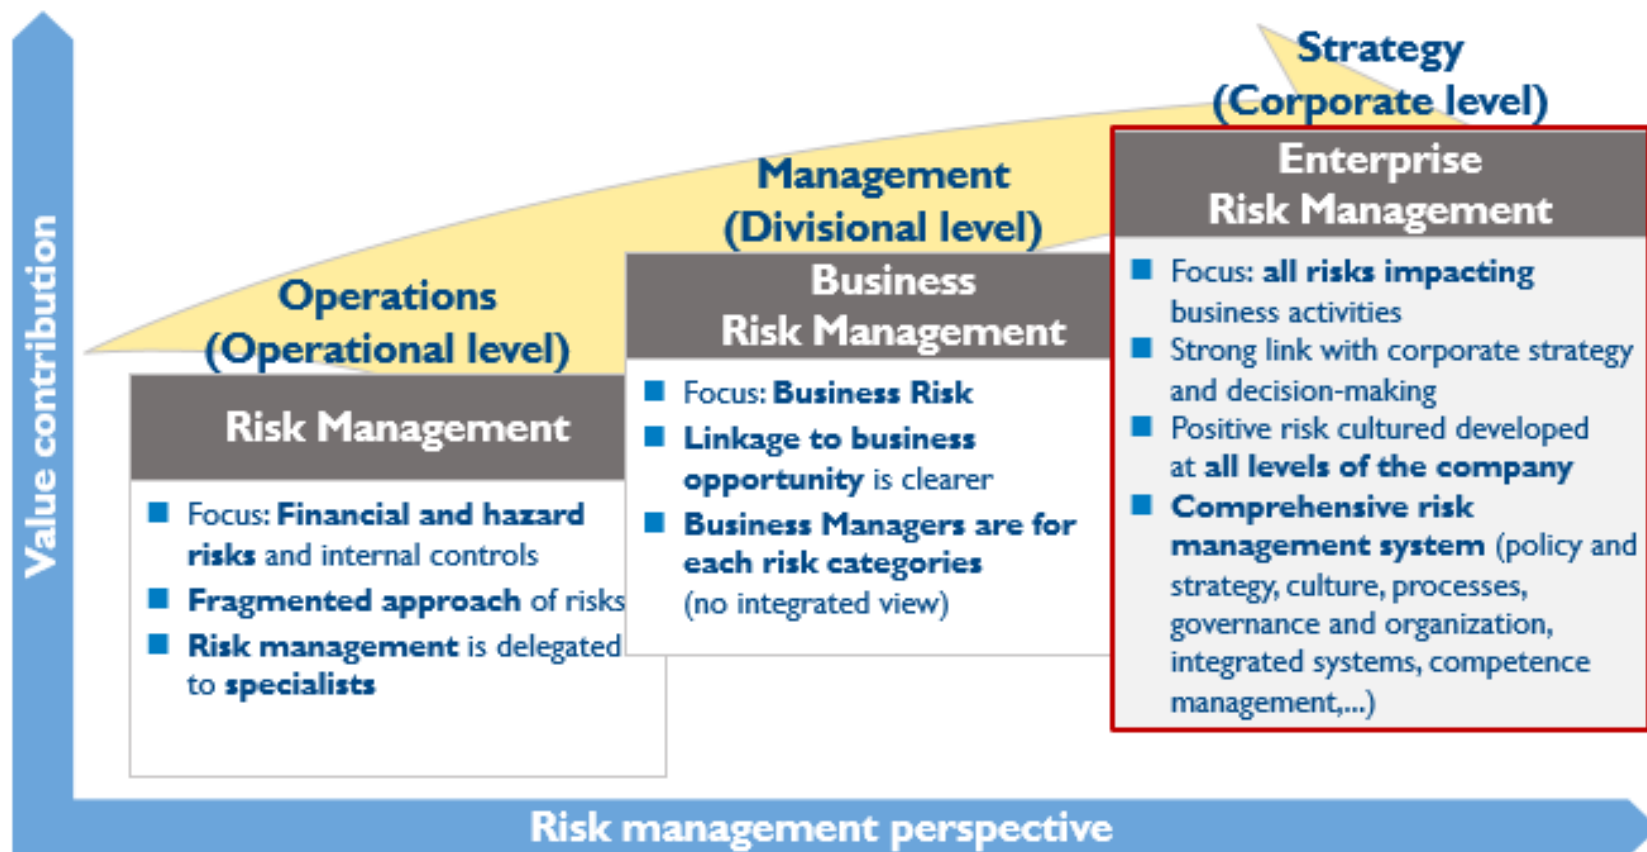 Value contribution
Operations
(Operational level)
Risk Management
Focus: Financial and hazard
risks and internal controls
Fragmented approach of risks
Risk management is delegated
to specialists
Management
(Divisional level)
Business
Risk Management
Focus: Business Risk
Linkage to business
opportunity is clearer
Business Managers are for
each risk categories
(no integrated view)
Strategy
(Corporate level)
Enterprise
Risk Management
Focus: all risks impacting
business activities
Strong link with corporate strategy
and decision-making
Positive risk cultured developed
at all levels of the company
Comprehensive risk
management system (policy and
strategy, culture, processes,
governance and organization,
integrated systems, competence
management,...)
Risk management perspective